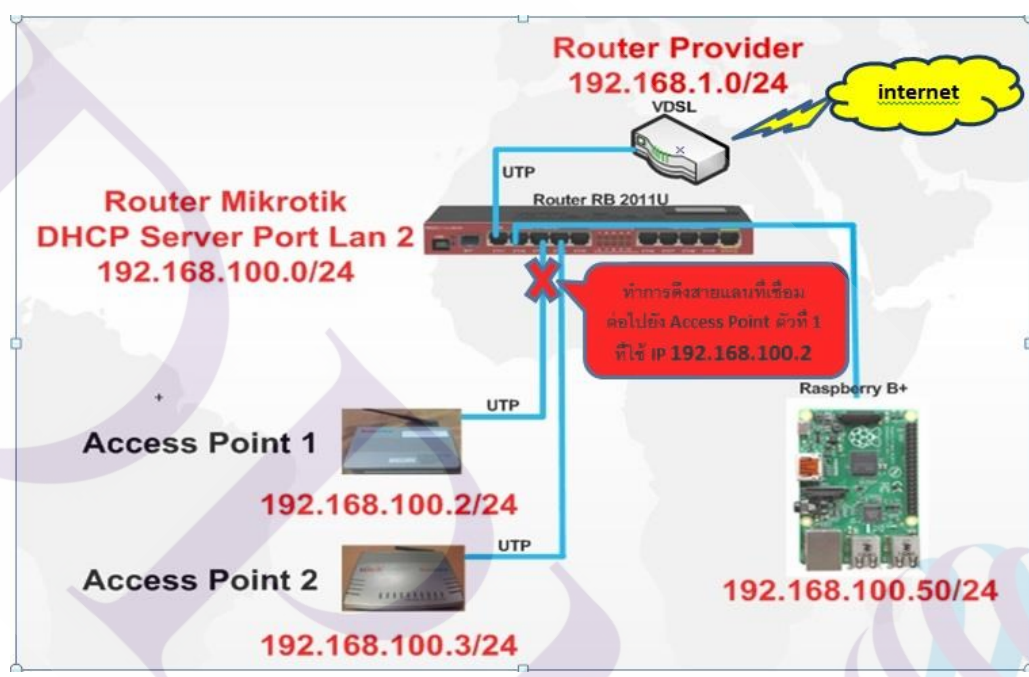 Router Provider
192.168.1.0/24
VDSL
internet
UTP
Router RB 2011U
Router Mikrotik
DHCP Server Port Lan 2
192.168.100.0/24
ทำการดึงสายแลนที่เชื่อม
ต่อไปยัง Access Point ตัวที่ 1
ที่ใช้ IP 192.168.100.2
Raspberry B+
UTP
Access Point 1
192.168.100.2/24
UTP
Access Point 2
192.168.100.50/24
192.168.100.3/24